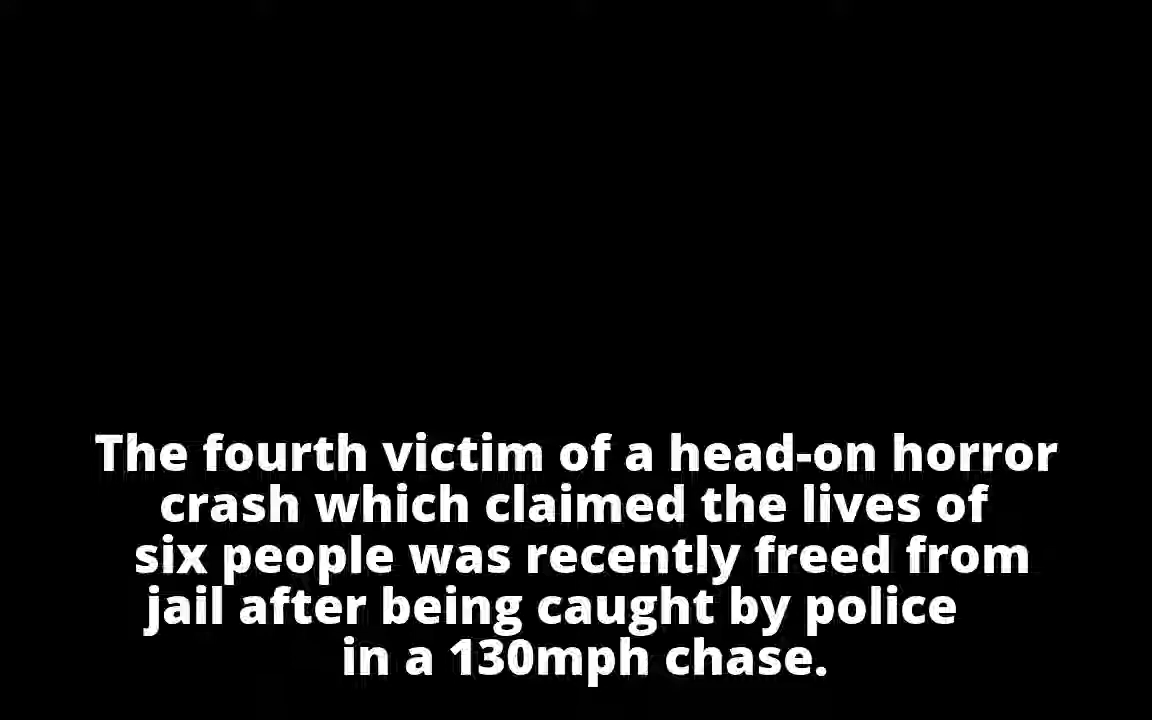 The fourth victim of a head-on horror
crash which claimed the lives of
six people was recently freed from
jail after being caught by police
in a 130mph chase.